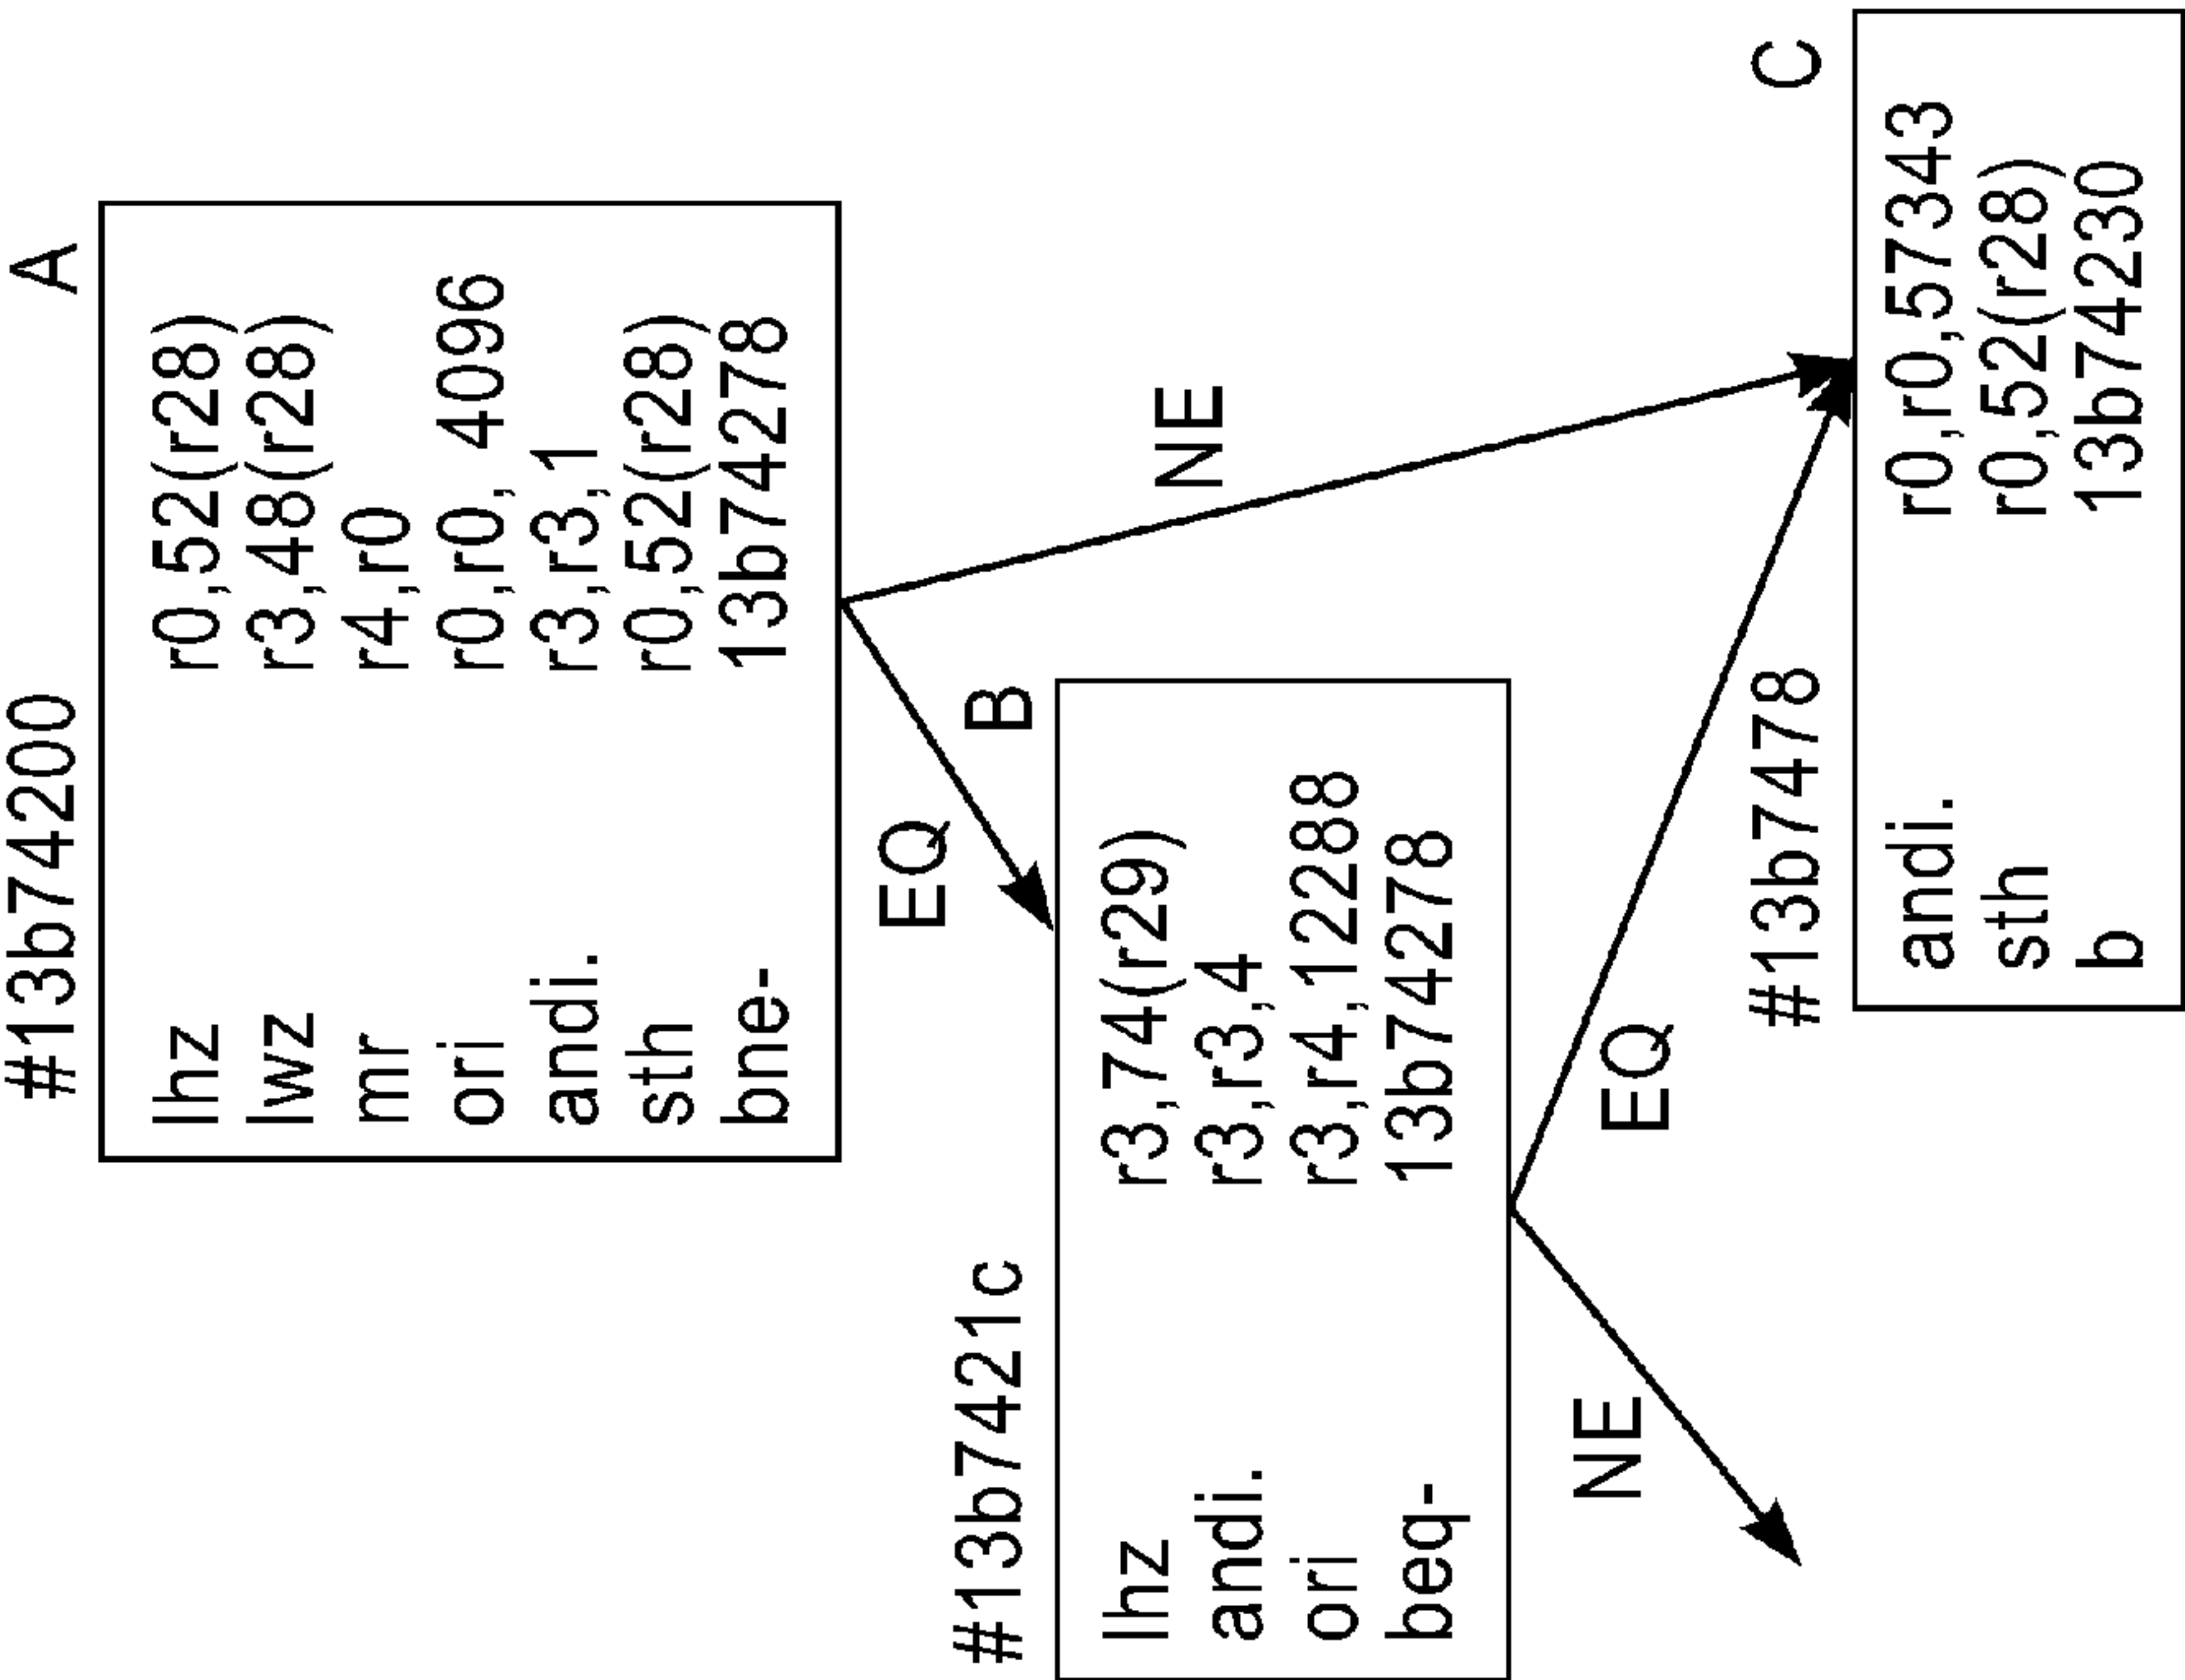 #13b74200 A
lhz r0,52(r28)
lwz r3,48(r28)
mr r4,r0
ori r0,r0, 4096
andi. r3,r3,1
sth r0,52(r28)
bne- 13b74278
EQ
NE
#13b7421c B
lhz r3,74(r29)
andi. r3,r3,4
ori r3,r4,12288
beq- 13b74278
NE
EQ
#13b7478 C
andi. r0,r0,57343
sth r0,52(r28)
b 13b74230